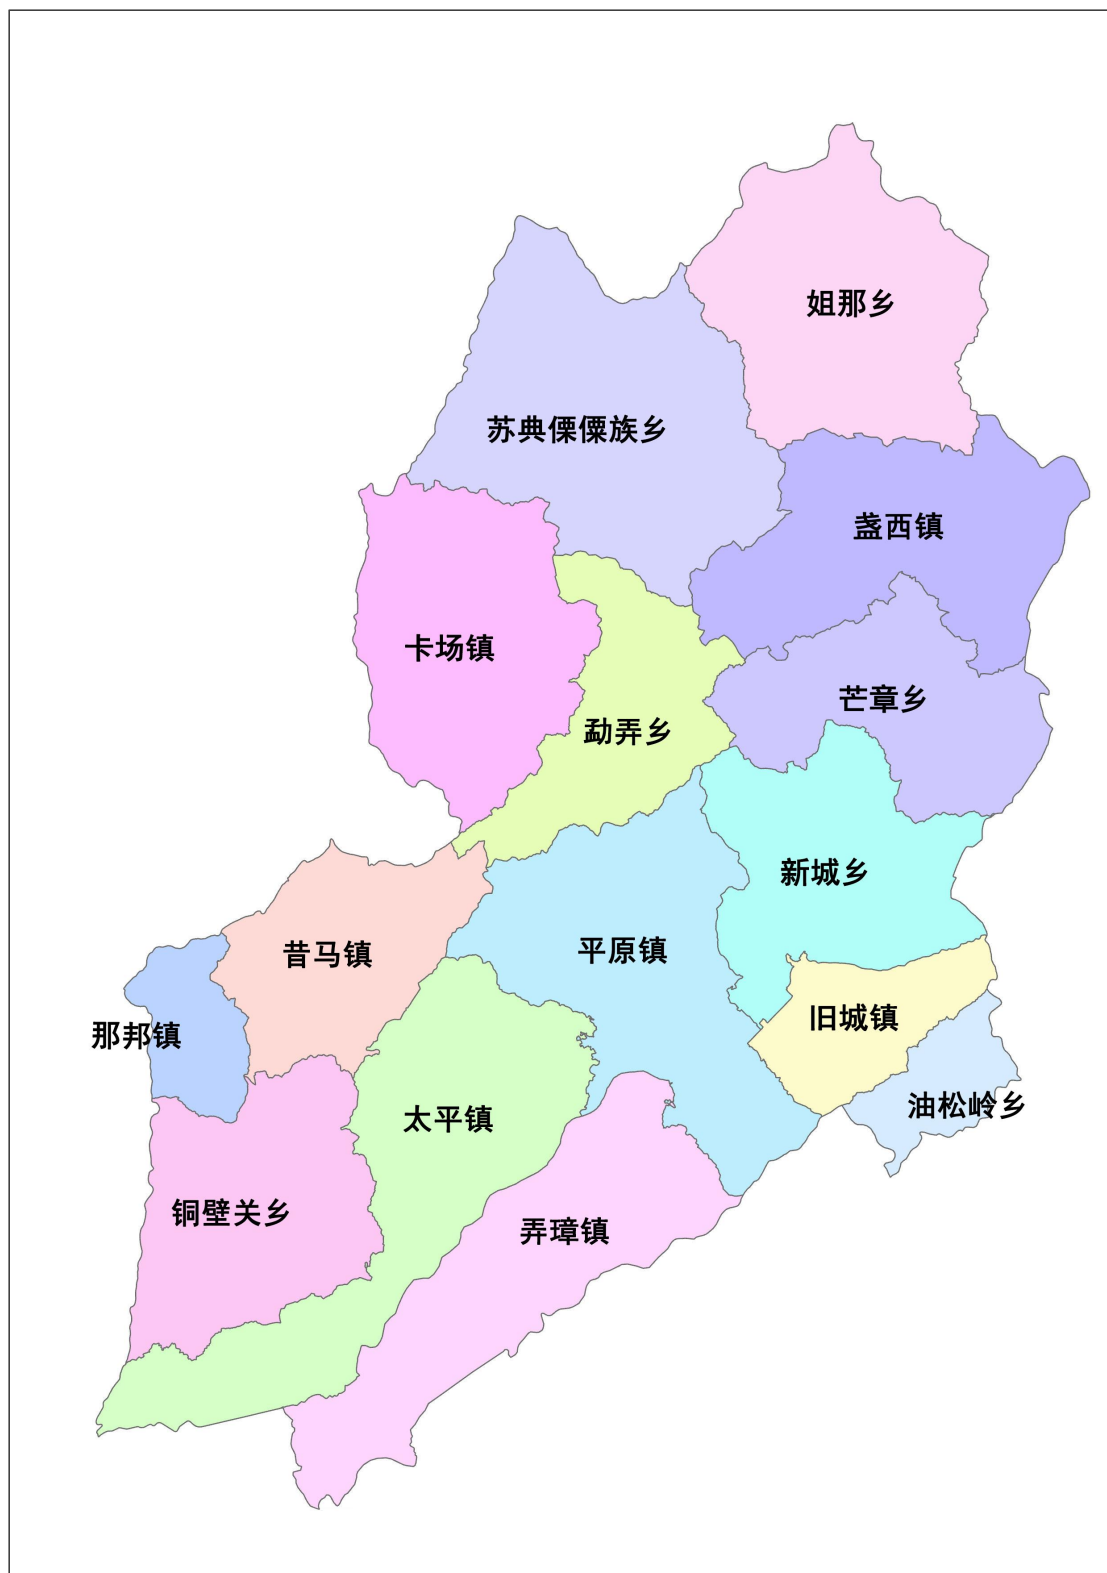 姐那乡
苏典傈僳族乡
盏西镇
卡场镇
芒章乡
勐弄乡
新城乡
昔马镇
平原镇
旧城镇
那邦镇
油松岭乡
太平镇
铜壁关乡
弄璋镇